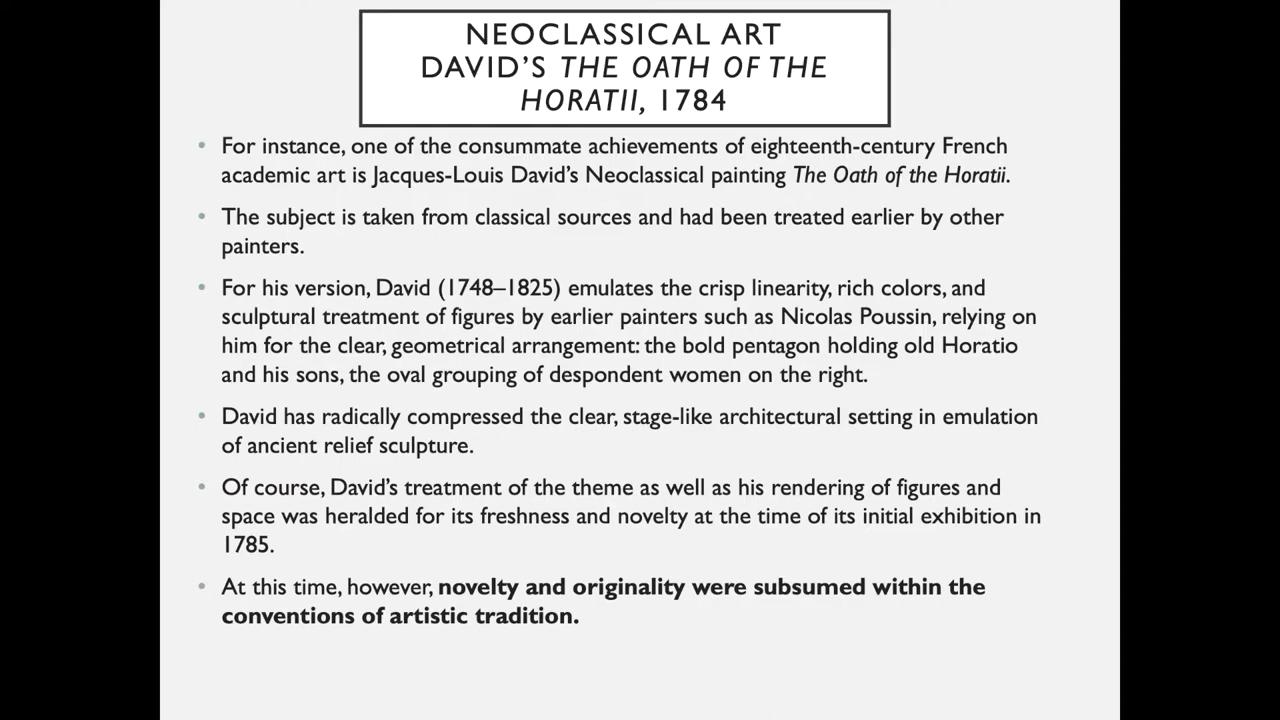 NEOCLASSICAL ART
DAVID’S THE OATH OF THE
HORATII, 1784
• For instance, one of the consummate achievements of eighteenth-century French
academic art is Jacques-Louis David’s Neoclassical painting The Oath of the Horatii.
• The subject is taken from classical sources and had been treated earlier by other
painters.
• For his version, David (1748–1825) emulates the crisp linearity, rich colors, and
sculptural treatment of figures by earlier painters such as Nicolas Poussin, relying on
him for the clear, geometrical arrangement: the bold pentagon holding old Horatio
and his sons, the oval grouping of despondent women on the right.
• David has radically compressed the clear, stage-like architectural setting in emulation
of ancient relief sculpture.
• Of course, David’s treatment of the theme as well as his rendering of figures and
space was heralded for its freshness and novelty at the time of its initial exhibition in
1785.
• At this time, however, novelty and originality were subsumed within the
conventions of artistic tradition.